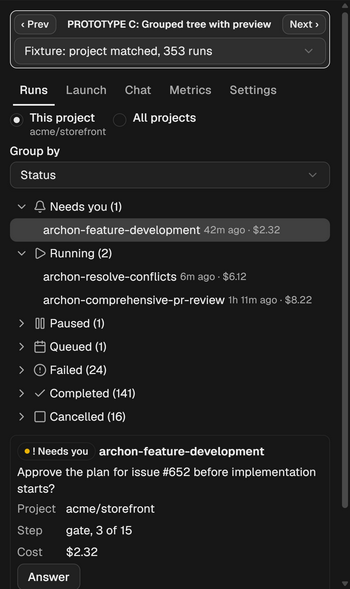 ‹ Prev PROTOTYPE C: Grouped tree with preview Next ›
Fixture: project matched, 353 runs
Runs Launch Chat Metrics Settings
This project All projects
acme/storefront
Group by
Status
Needs you (1)
archon-feature-development 42m ago · $2.32
Running (2)
archon-resolve-conflicts 6m ago · $6.12
archon-comprehensive-pr-review 1h 11m ago · $8.22
Paused (1)
Queued (1)
Failed (24)
Completed (141)
Cancelled (16)
! Needs you archon-feature-development
Approve the plan for issue #652 before implementation
starts?
Project acme/storefront
Step gate, 3 of 15
Cost $2.32
Answer